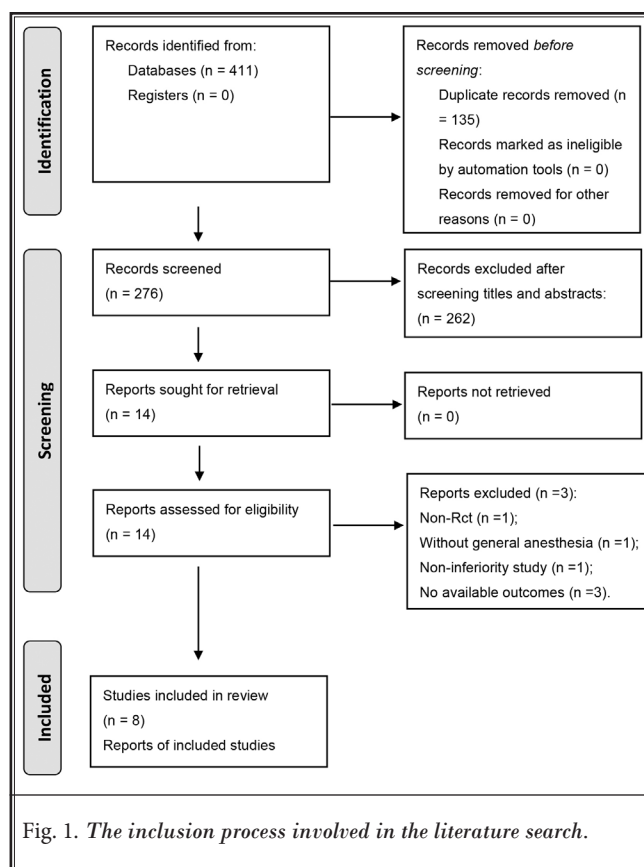 Identification
Records identified from:
Databases (n = 411)
Registers (n = 0)
Records removed before
screening:
Duplicate records removed (n
= 135)
Records marked as ineligible
by automation tools (n = 0)
Records removed for other
reasons (n = 0)
Screening
Records screened
(n = 276)
Records excluded after
screening titles and abstracts:
(n = 262)
Reports sought for retrieval
(n = 14)
Reports not retrieved
(n = 0)
Reports assessed for eligibility
(n = 14)
Reports excluded (n =3):
Non-Rct (n =1);
Without general anesthesia (n =1);
Non-inferiority study (n =1);
No available outcomes (n =3).
Included
Studies included in review
(n = 8)
Reports of included studies
Fig. 1. The inclusion process involved in the literature search.